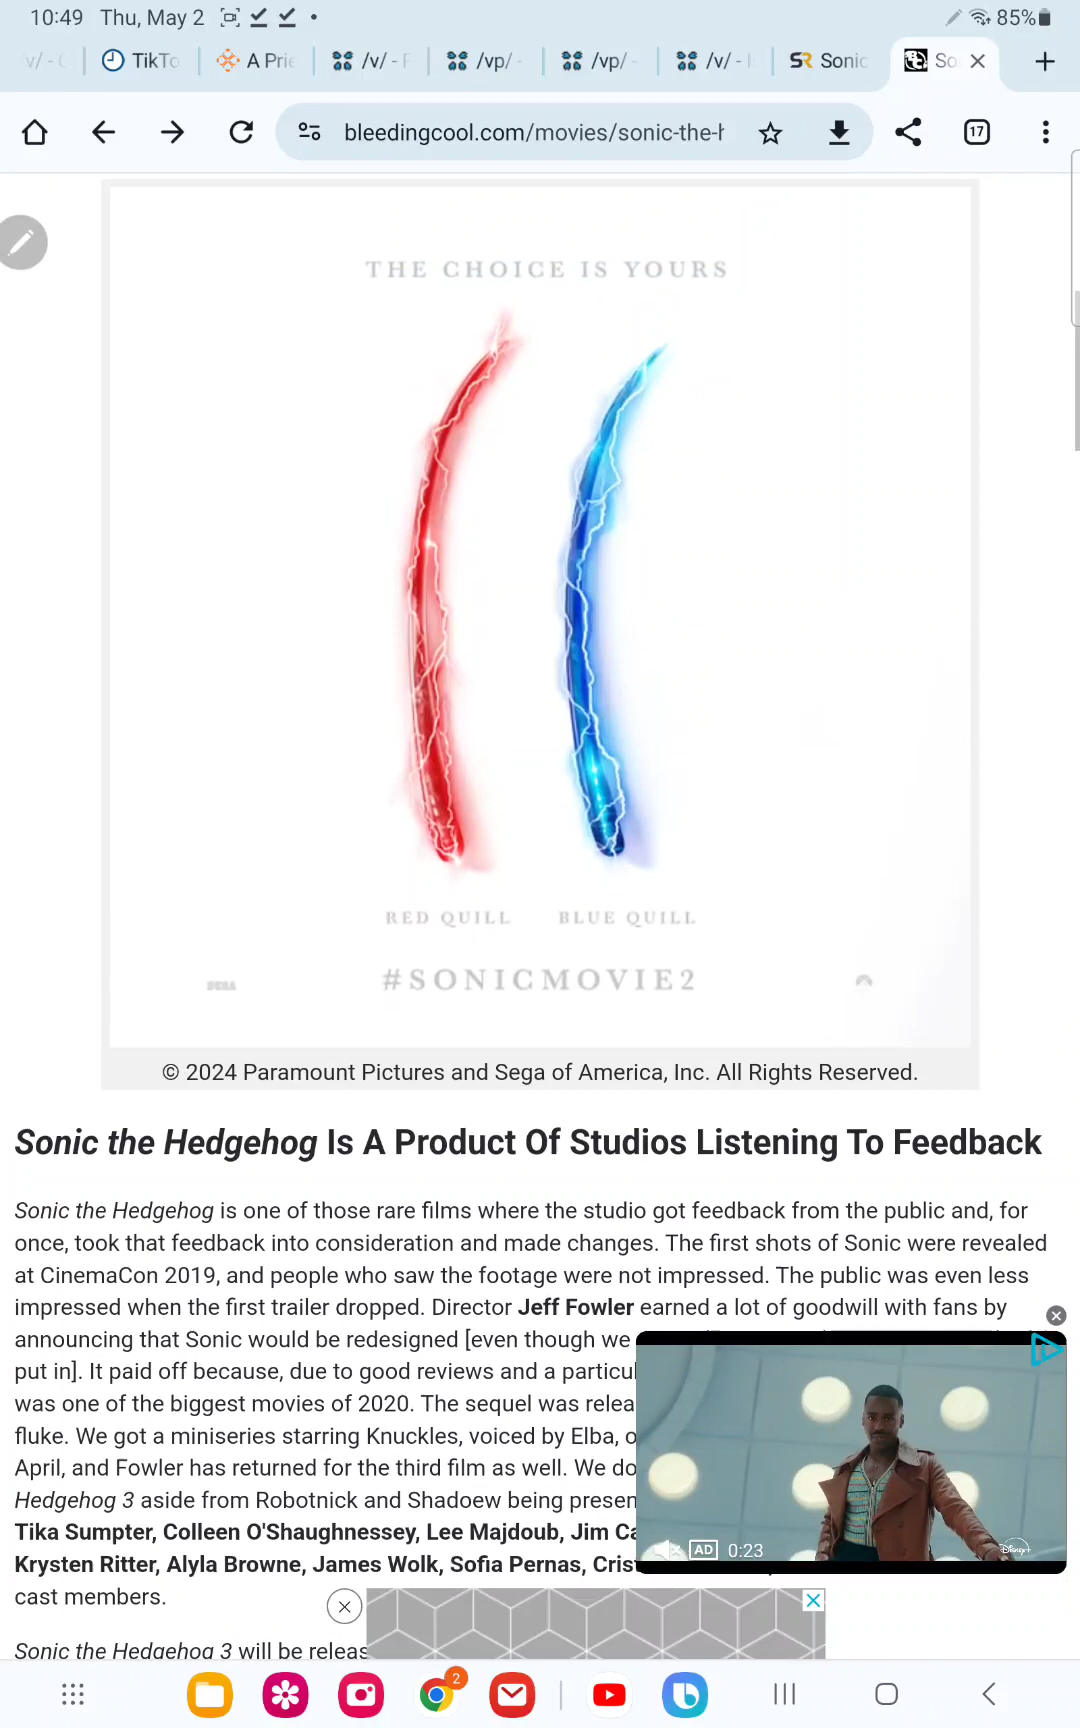 10:49 Thu, May 2
85%
TikTo
A Prie
/v/ - F
/vp/ -
/vp/ -
/v/ -
Sonic
So
bleedingcool.com/movies/sonic-the-h
17
THE CHOICE IS YOURS
RED QUILL BLUE QUILL
SEGA
#SONICMOVIE2
© 2024 Paramount Pictures and Sega of America, Inc. All Rights Reserved.
Sonic the Hedgehog Is A Product Of Studios Listening To Feedback
Sonic the Hedgehog is one of those rare films where the studio got feedback from the public and, for
once, took that feedback into consideration and made changes. The first shots of Sonic were revealed
at CinemaCon 2019, and people who saw the footage were not impressed. The public was even less
impressed when the first trailer dropped. Director Jeff Fowler earned a lot of goodwill with fans by
announcing that Sonic would be redesigned [even though we
put in]. It paid off because, due to good reviews and a particul
was one of the biggest movies of 2020. The sequel was relea
fluke. We got a miniseries starring Knuckles, voiced by Elba, o
April, and Fowler has returned for the third film as well. We do
Hedgehog 3 aside from Robotnick and Shadoew being presen
Tika Sumpter, Colleen O'Shaughnessey, Lee Majdoub, Jim Ca
Krysten Ritter, Alyla Browne, James Wolk, Sofia Pernas, Cris
cast members.
AD 0:23
Disney+
Sonic the Hedgehog 3 will be releas
2